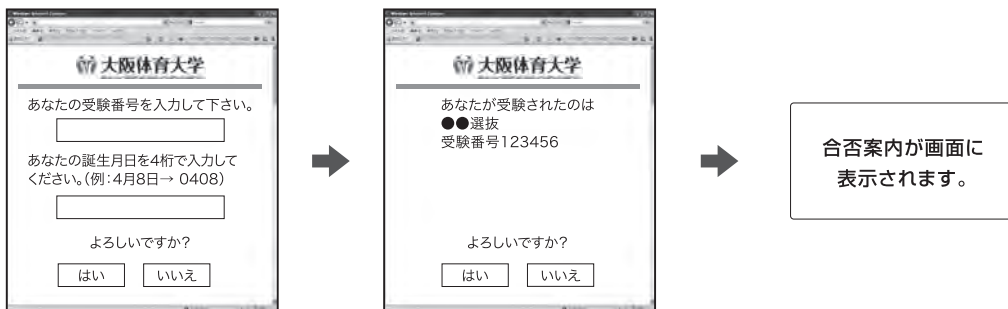 大阪体育大学
あなたの受験番号を入力して下さい。
あなたの誕生月日を4桁で入力して
ください。(例:4月8日→ 0408)
よろしいですか?
はい
いいえ
大阪体育大学
あなたが受験されたのは
●●選抜
受験番号123456
よろしいですか?
はい
いいえ
合否案内が画面に
表示されます。